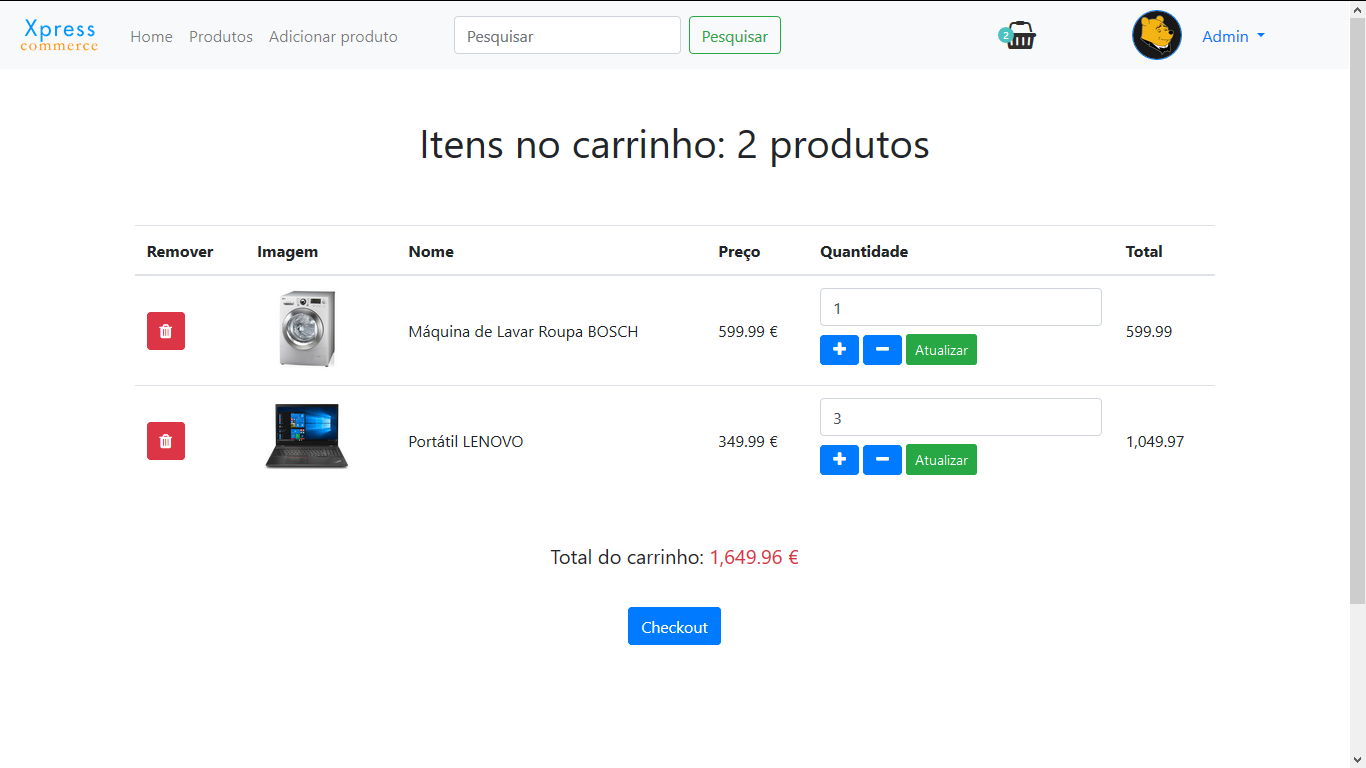 Xpress
commerce
Home Produtos Adicionar produto Pesquisar Pesquisar 2 Admin
Itens no carrinho: 2 produtos
Remover Imagem Nome Preço Quantidade Total
1
Máquina de Lavar Roupa BOSCH 599.99 € 599.99
Atualizar
3
Portátil LENOVO 349.99 € 1,049.97
Atualizar
Total do carrinho: 1,649.96 €
Checkout